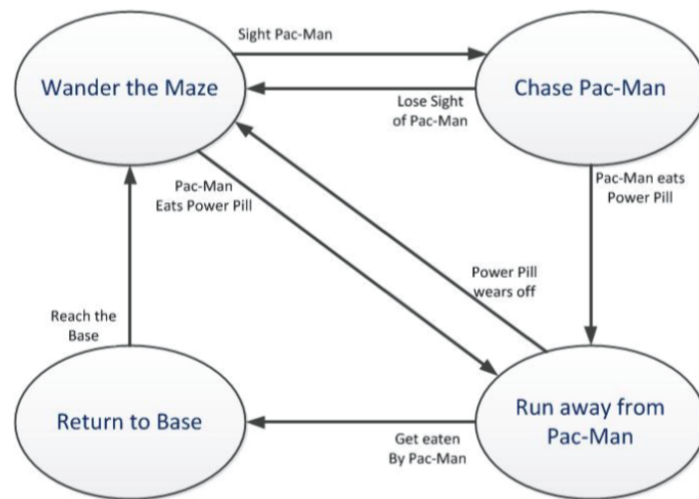 Sight Pac-Man
Wander the Maze
Chase Pac-Man
Lose Sight
of Pac-Man
Pac-Man
Eats Power Pill
Pac-Man eats
Power Pill
Power Pill
wears off
Reach the
Base
Return to Base
Run away from
Pac-Man
Get eaten
By Pac-Man